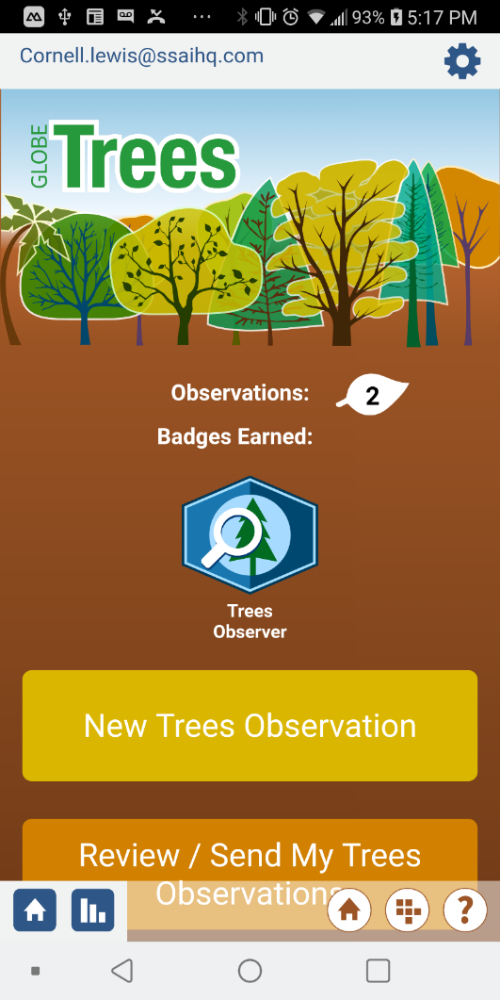 93% 5:17 PM
Cornell.lewis@ssaihq.com
GLOBE
Trees
Observations: 2
Badges Earned:
Trees
Observer
New Trees Observation
Review / Send My Trees
Observations
?